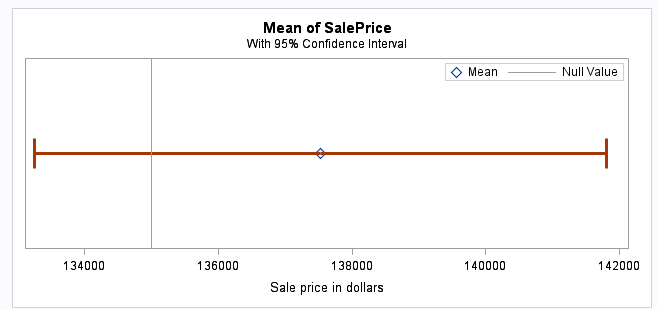 Mean of SalePrice
With 95% Confidence Interval
Mean Null Value
134000 136000 138000 140000 142000
Sale price in dollars